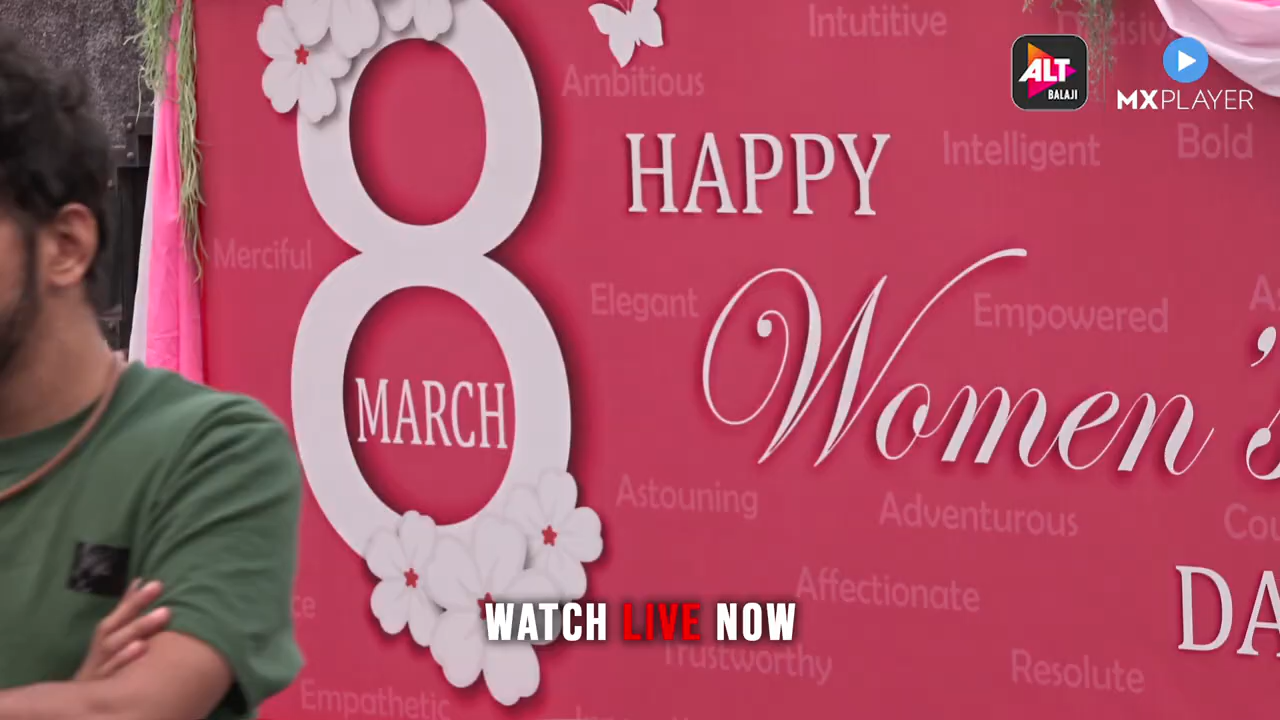 Intutitive
Ambitious
ALT
BALAJI
MXPLAYER
HAPPY
Intelligent
Bold
Merciful
Elegant
Empowered
Women's
MARCH
8
Astouning
Adventurous
Affectionate
WATCH LIVE NOW
Trustworthy
Resolute
Empathetic